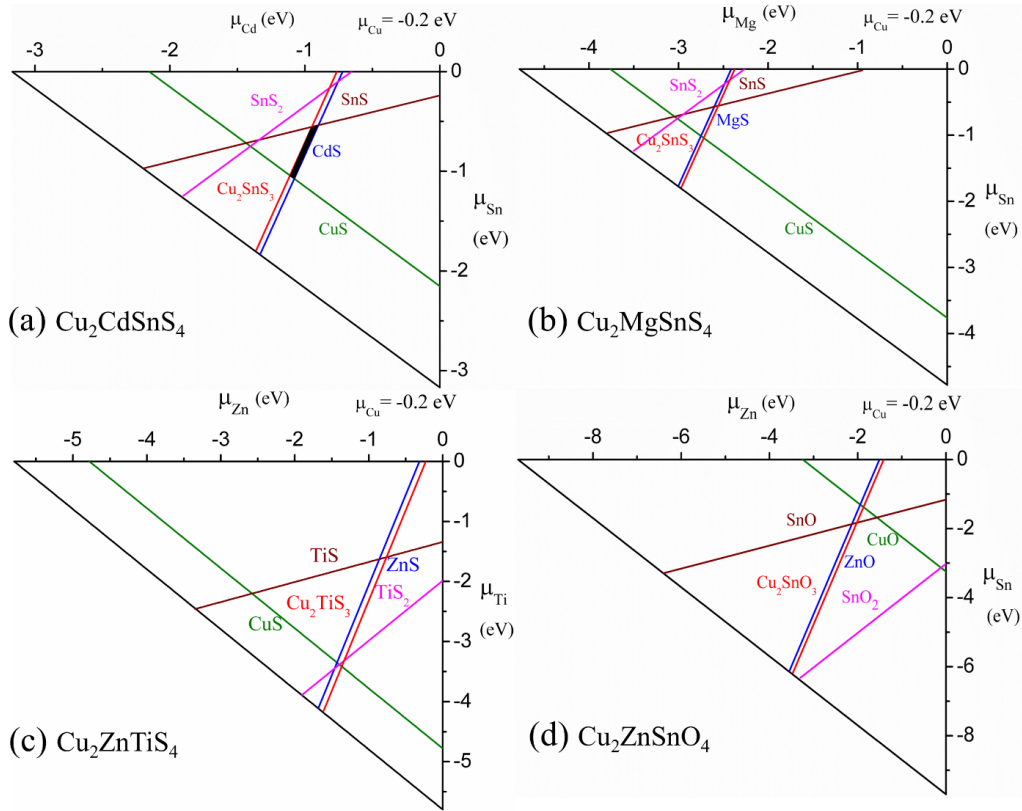 μCd (eV) μCu = -0.2 eV
-3 -2 -1 0
0
-1
-2
-3
SnS2
SnS
CdS
Cu2SnS3
CuS
μSn
(eV)
(a) Cu2CdSnS4
μMg (eV) μCu = -0.2 eV
-4 -3 -2 -1 0
0
-1
-2
-3
-4
SnS2
SnS
MgS
Cu2SnS3
CuS
μSn
(eV)
(b) Cu2MgSnS4
μZn (eV) μCu = -0.2 eV
-5 -4 -3 -2 -1 0
0
-1
-2
-3
-4
-5
TiS
ZnS
TiS2
Cu2TiS3
CuS
μTi
(eV)
(c) Cu2ZnTiS4
μZn (eV) μCu = -0.2 eV
-8 -6 -4 -2 0
0
-2
-4
-6
-8
SnO
CuO
ZnO
Cu2SnO3
SnO2
μSn
(eV)
(d) Cu2ZnSnO4